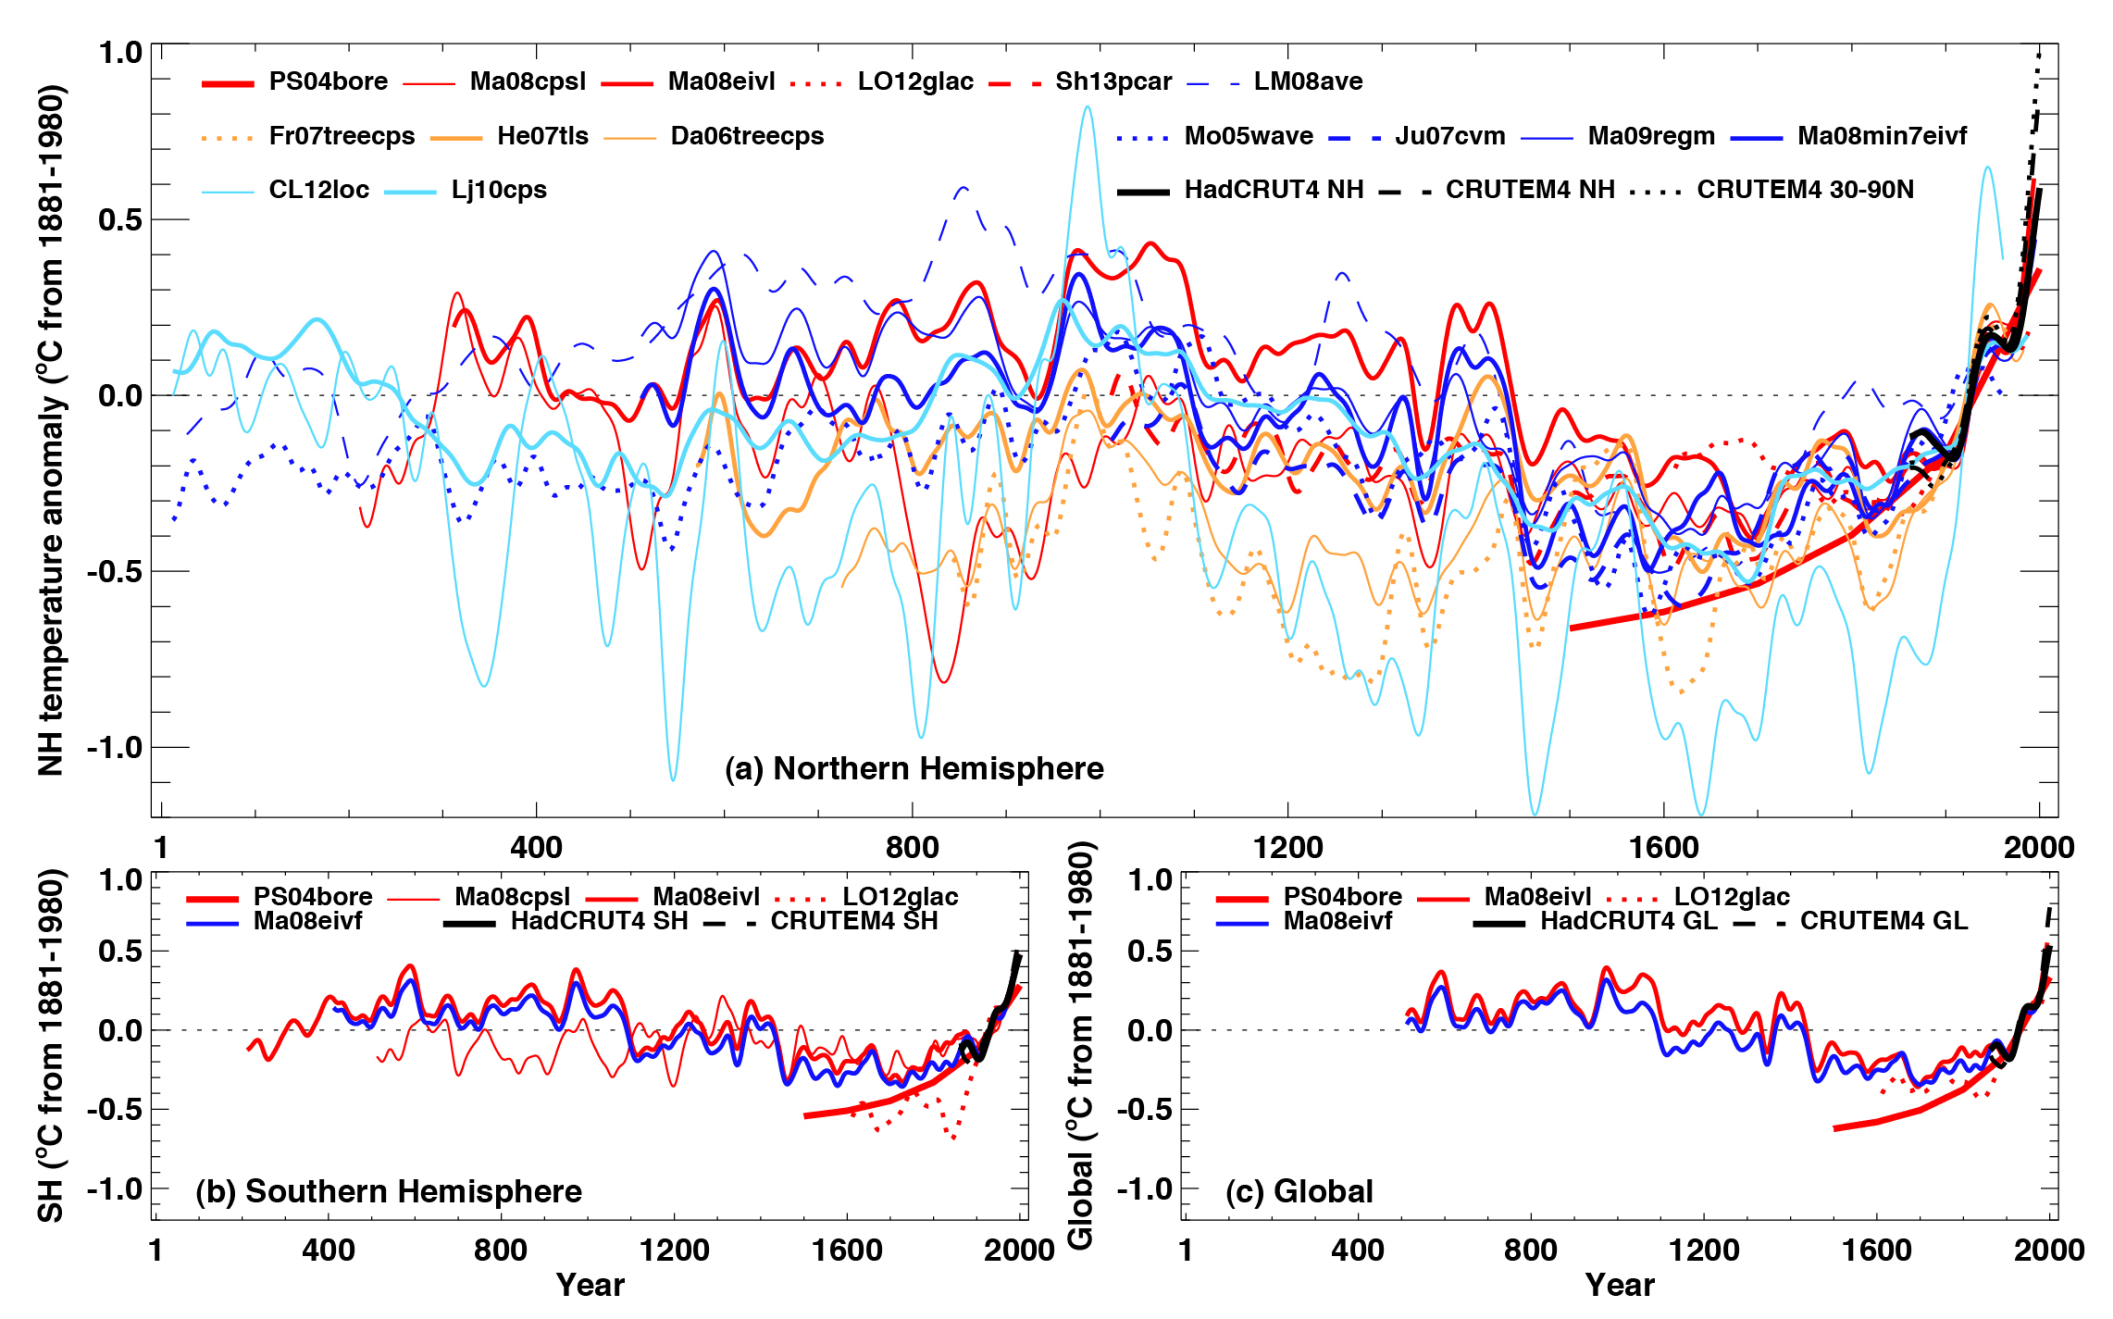 NH temperature anomaly (°C from 1881-1980)
1.0
PS04bore Ma08cpsl Ma08eivl LO12glac Sh13pcar LM08ave
Fr07treecps He07tls Da06treecps Mo05wave Ju07cvm Ma09regm Ma08min7eivf
CL12loc Lj10cps HadCRUT4 NH CRUTEM4 NH CRUTEM4 30-90N
0.5
0.0
-0.5
-1.0
(a) Northern Hemisphere
1 400 800 1200 1600 2000
SH (°C from 1881-1980)
1.0
PS04bore Ma08cpsl Ma08eivl LO12glac
Ma08eivf HadCRUT4 SH CRUTEM4 SH
0.5
0.0
-0.5
-1.0
(b) Southern Hemisphere
1 400 800 1200 1600 2000
Year
Global (°C from 1881-1980)
1.0
PS04bore Ma08eivl LO12glac
Ma08eivf HadCRUT4 GL CRUTEM4 GL
0.5
0.0
-0.5
-1.0
(c) Global
1 400 800 1200 1600 2000
Year